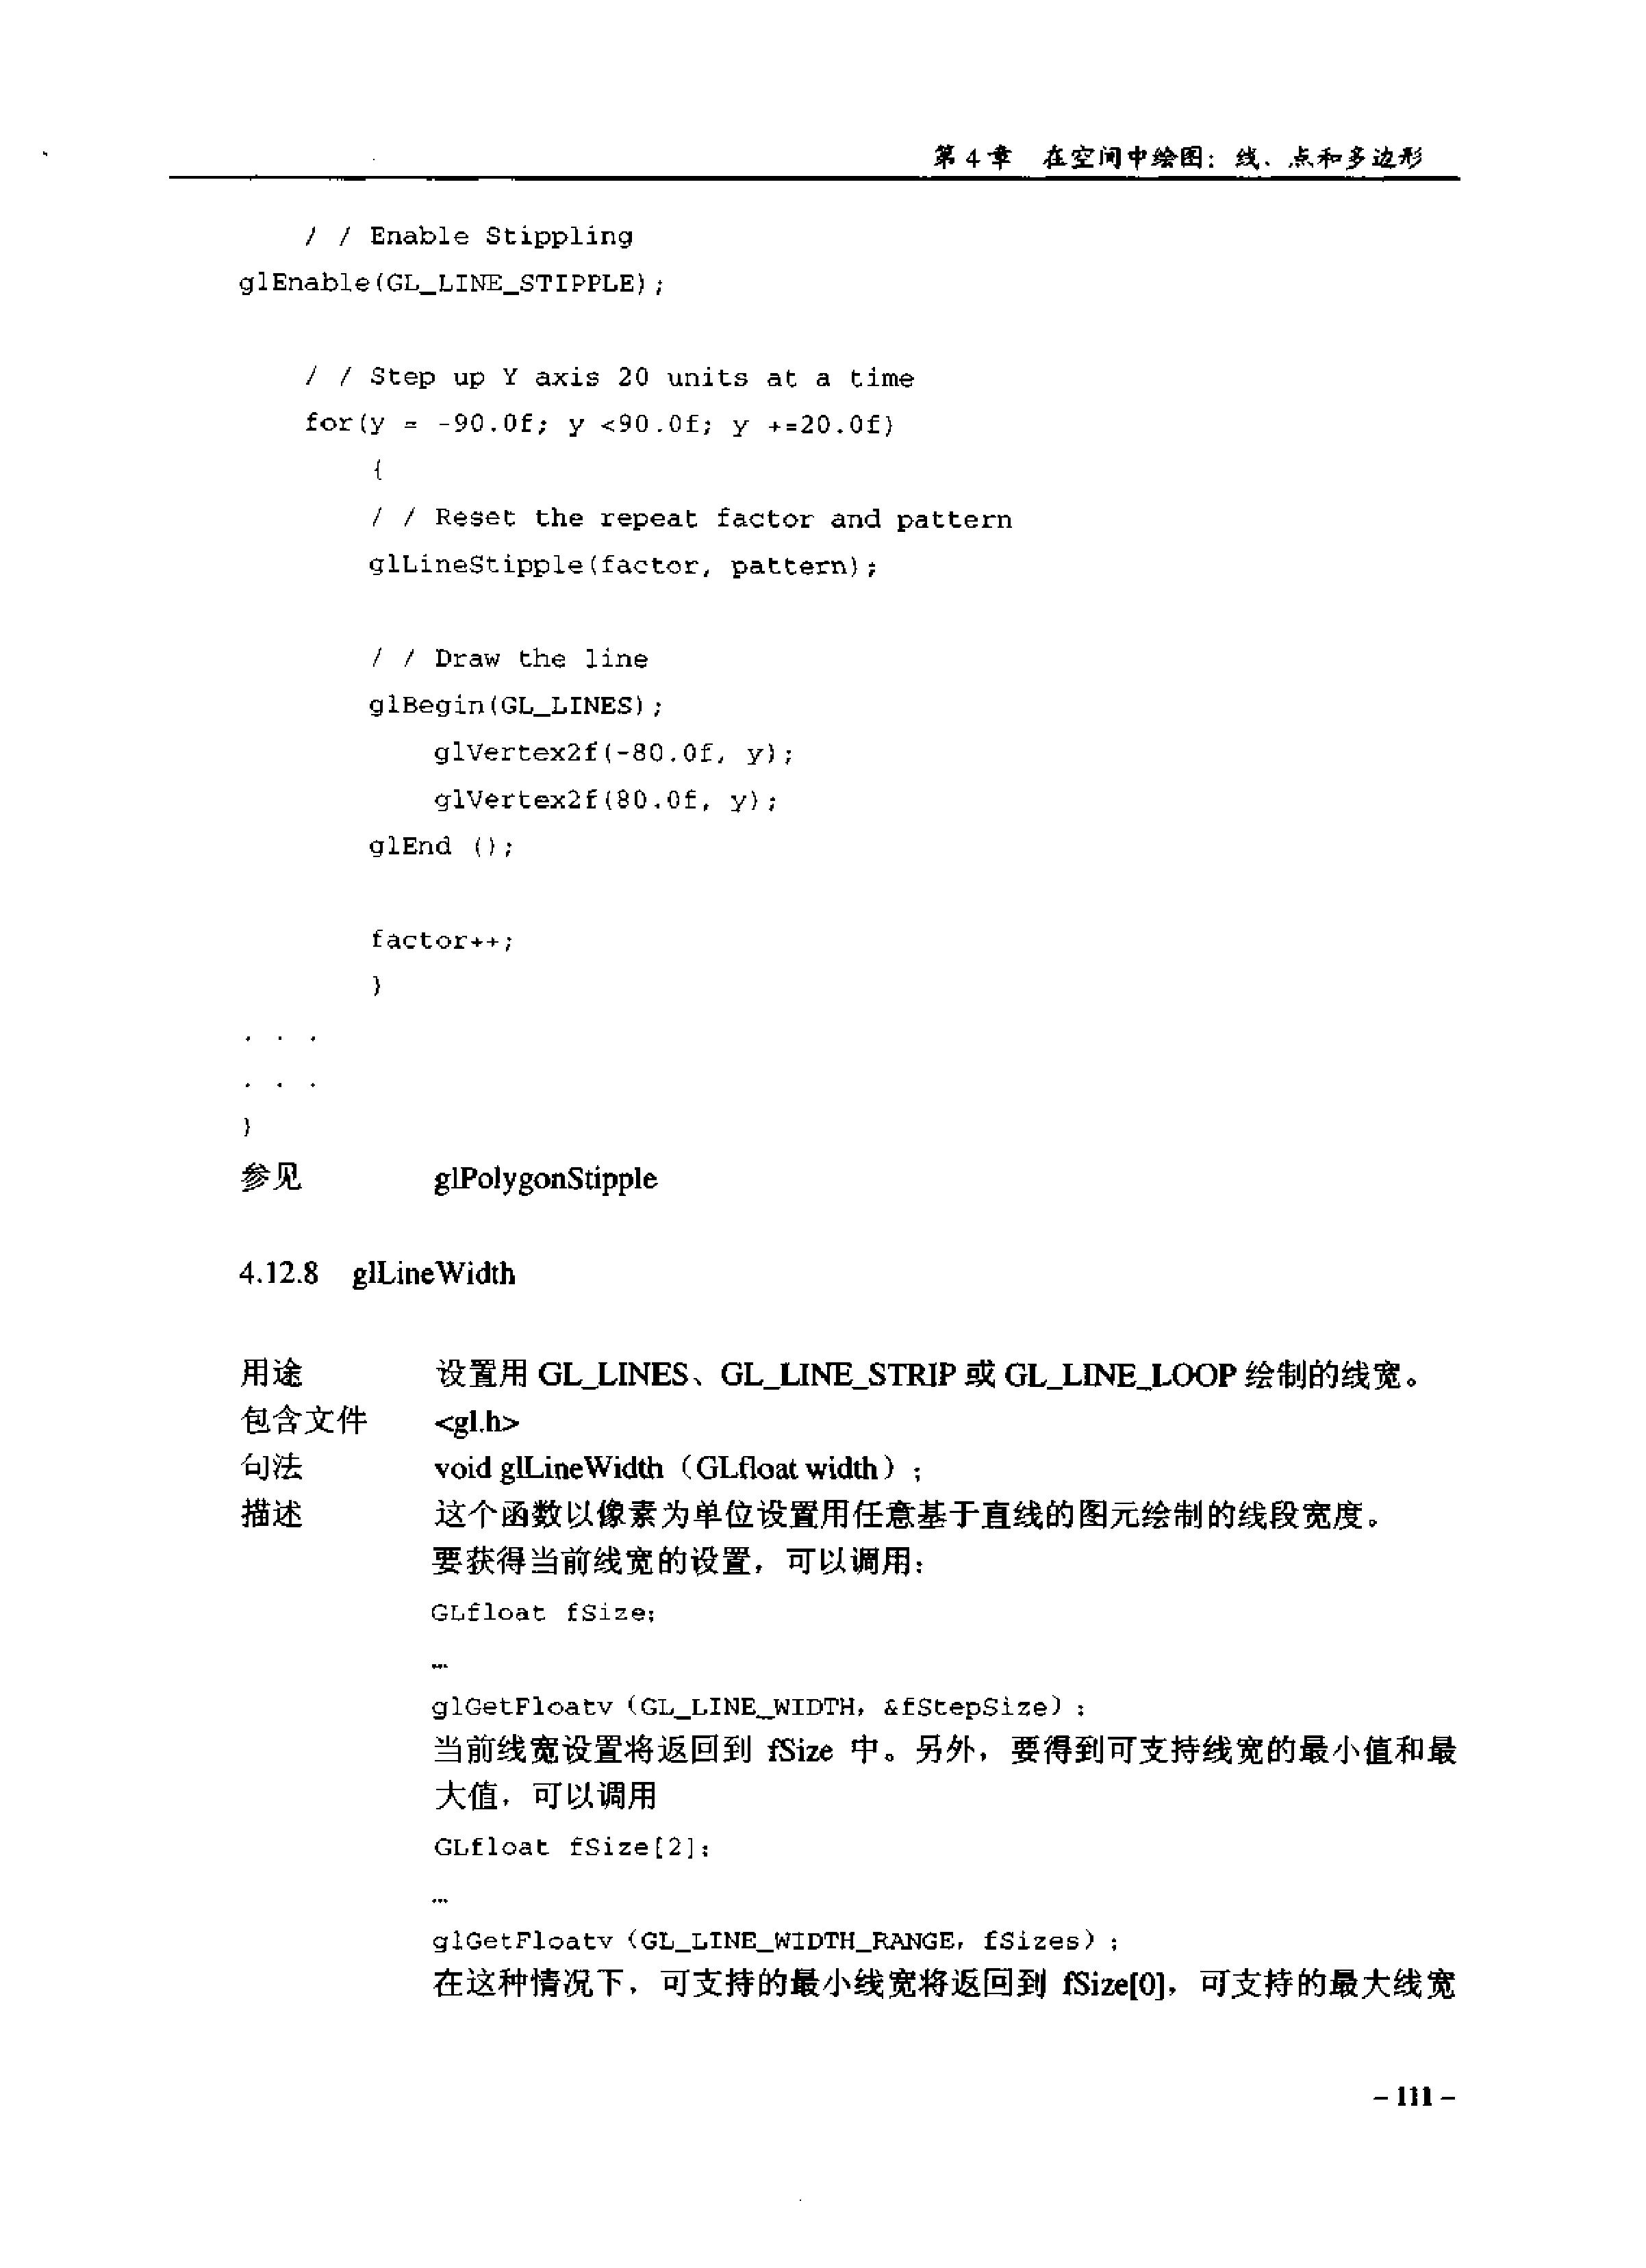 第 4 章 在空间中绘图：线、点和多边形
/ / Enable Stippling
glEnable(GL_LINE_STIPPLE);
/ / Step up Y axis 20 units at a time
for(y = -90.0f; y <90.0f; y +=20.0f)
{
/ / Reset the repeat factor and pattern
glLineStipple(factor, pattern);
/ / Draw the line
glBegin(GL_LINES);
glVertex2f(-80.0f, y);
glVertex2f(80.0f, y);
glEnd ();
factor++;
}
. . .
. . .
}
参见 glPolygonStipple
4.12.8 glLineWidth
用途 设置用 GL_LINES、GL_LINE_STRIP 或 GL_LINE_LOOP 绘制的线宽。
包含文件 <gl.h>
句法 void glLineWidth（GLfloat width）；
描述 这个函数以像素为单位设置用任意基于直线的图元绘制的线段宽度。
要获得当前线宽的设置，可以调用：
GLfloat fSize;
…
glGetFloatv（GL_LINE_WIDTH，&fStepSize）；
当前线宽设置将返回到 fSize 中。另外，要得到可支持线宽的最小值和最
大值，可以调用
GLfloat fSize[2]；
…
glGetFloatv（GL_LINE_WIDTH_RANGE，fSizes）；
在这种情况下，可支持的最小线宽将返回到 fSize[0]，可支持的最大线宽
– 111 –